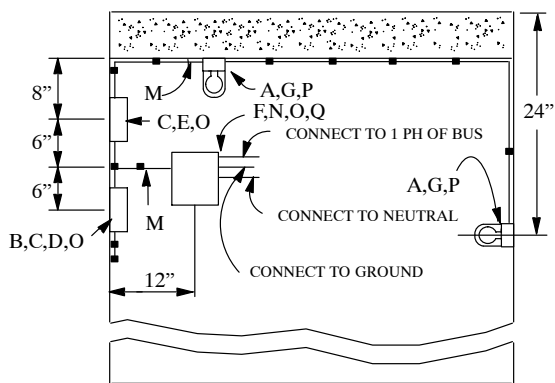 8”
6”
6”
M
A,G,P
F,N,O,Q
C,E,O
CONNECT TO 1 PH OF BUS
24”
A,G,P
CONNECT TO NEUTRAL
B,C,D,O
M
CONNECT TO GROUND
12”